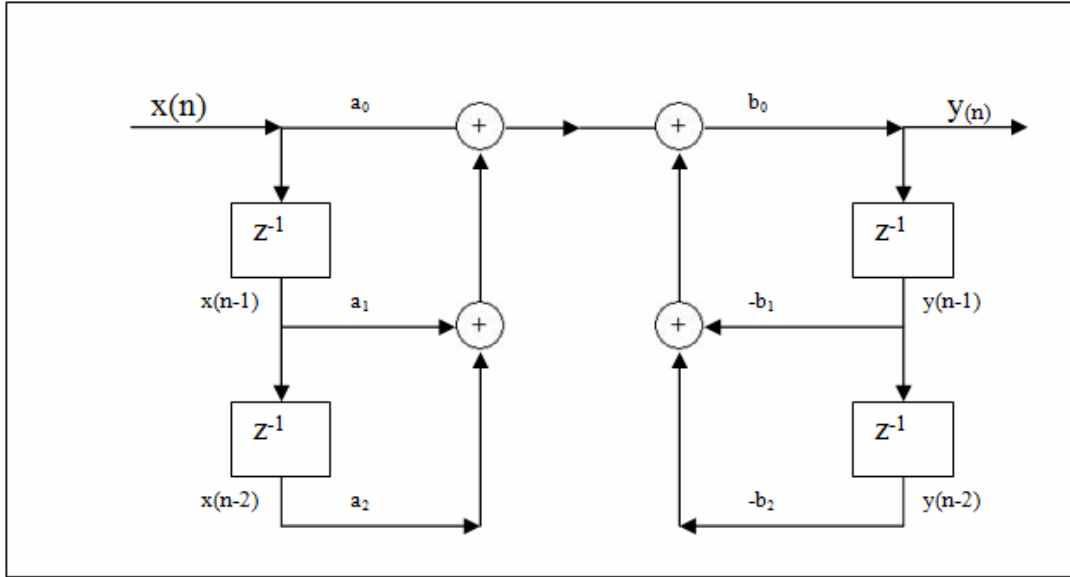 x(n) a₀ + + b₀ y₍ₙ₎
z⁻¹ z⁻¹
x(n-1) a₁ + + -b₁ y(n-1)
z⁻¹ z⁻¹
x(n-2) a₂ -b₂ y(n-2)